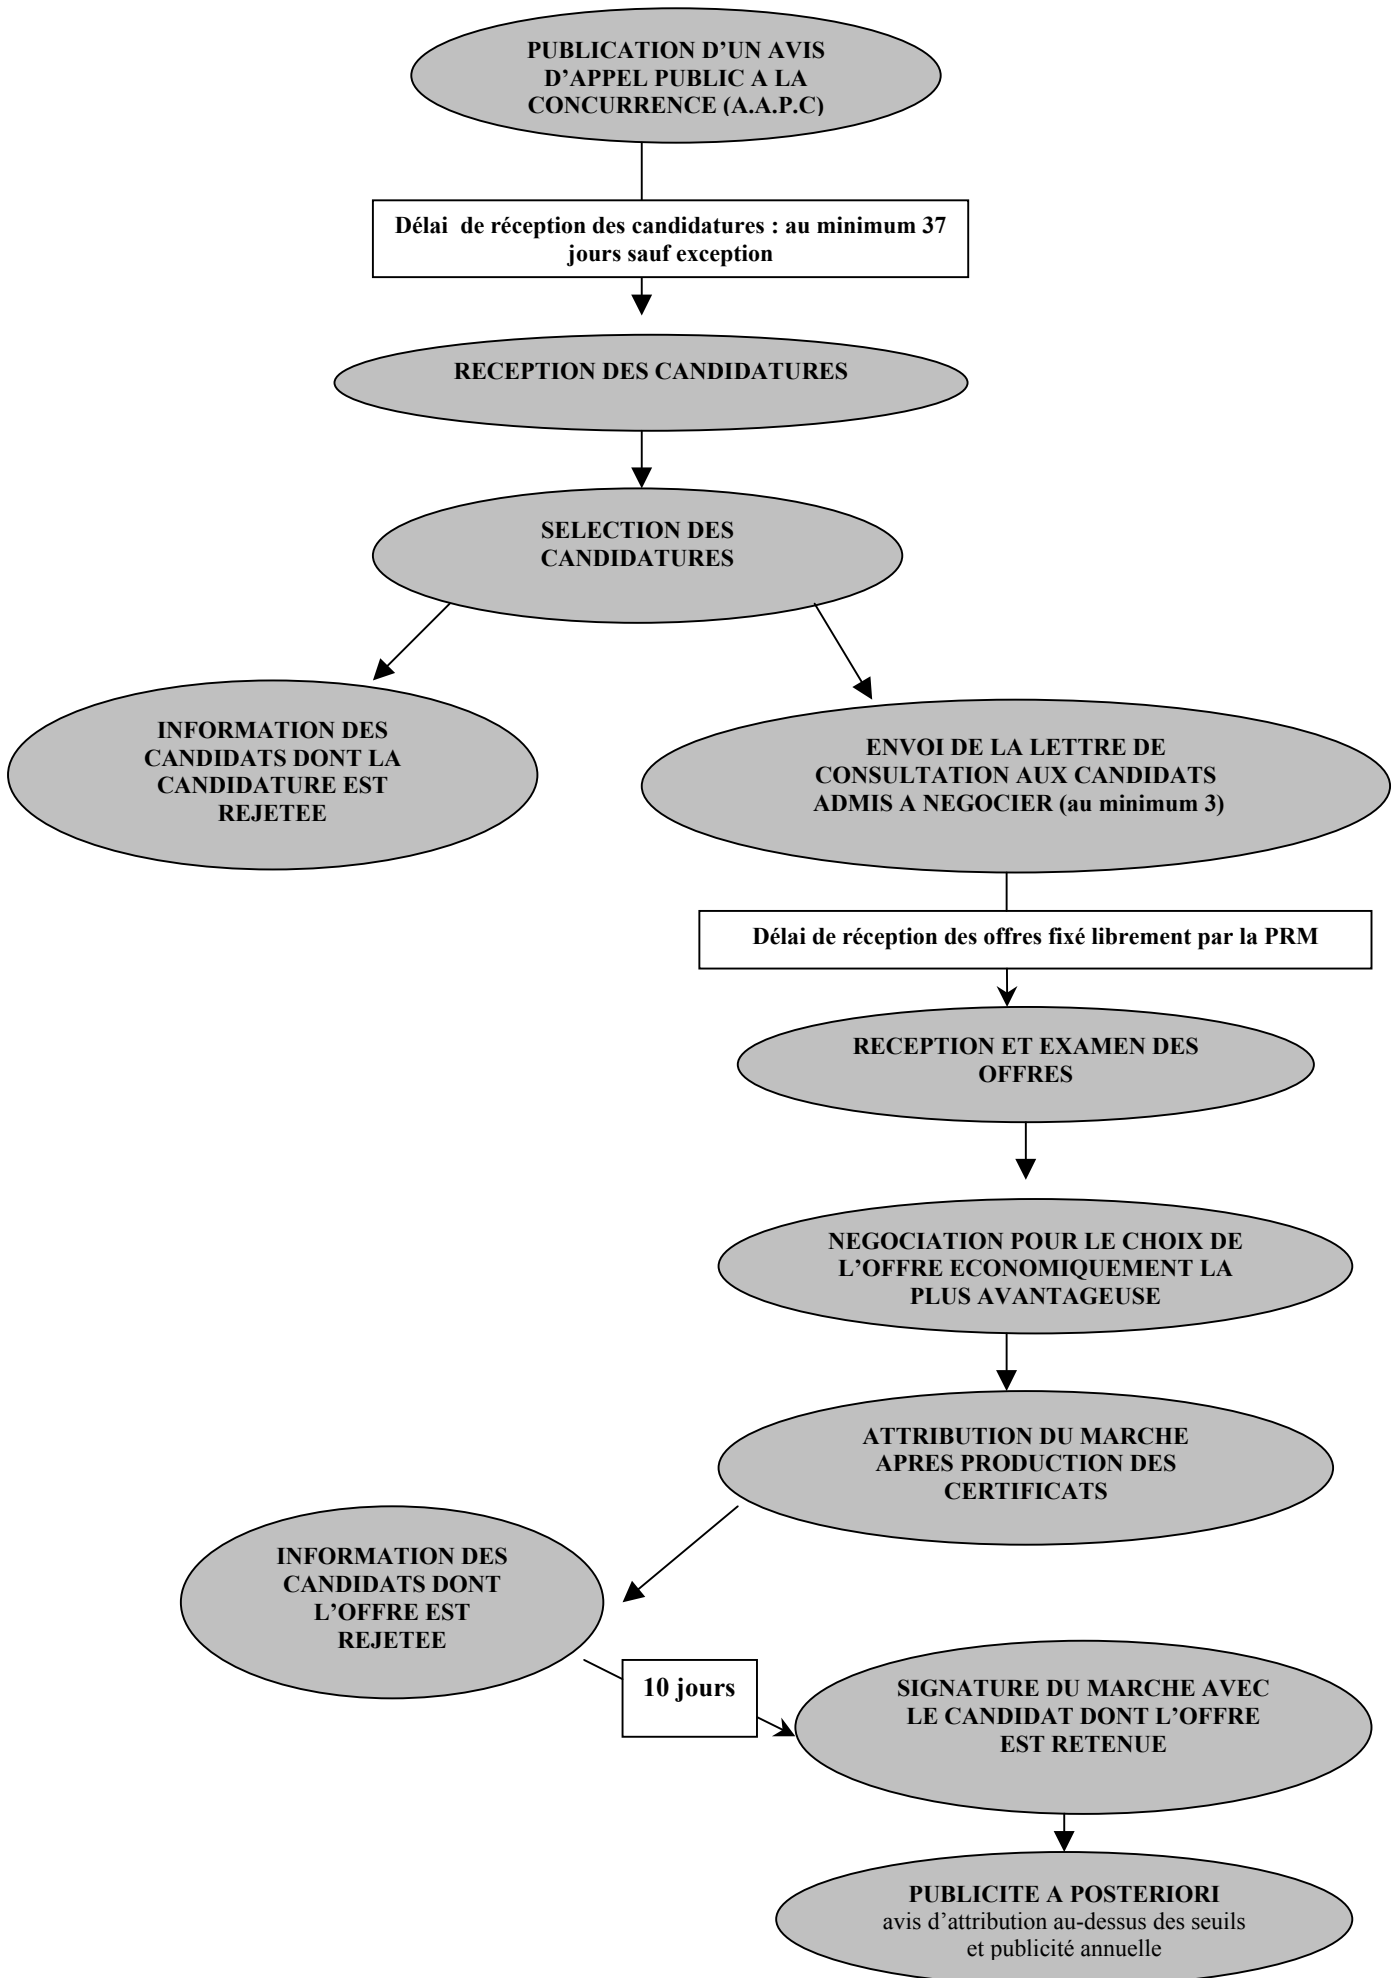 PUBLICATION D’UN AVIS
D’APPEL PUBLIC A LA
CONCURRENCE (A.A.P.C)
Délai de réception des candidatures : au minimum 37
jours sauf exception
RECEPTION DES CANDIDATURES
SELECTION DES
CANDIDATURES
INFORMATION DES
CANDIDATS DONT LA
CANDIDATURE EST
REJETEE
ENVOI DE LA LETTRE DE
CONSULTATION AUX CANDIDATS
ADMIS A NEGOCIER (au minimum 3)
Délai de réception des offres fixé librement par la PRM
RECEPTION ET EXAMEN DES
OFFRES
NEGOCIATION POUR LE CHOIX DE
L’OFFRE ECONOMIQUEMENT LA
PLUS AVANTAGEUSE
ATTRIBUTION DU MARCHE
APRES PRODUCTION DES
CERTIFICATS
INFORMATION DES
CANDIDATS DONT
L’OFFRE EST
REJETEE
10 jours
SIGNATURE DU MARCHE AVEC
LE CANDIDAT DONT L’OFFRE
EST RETENUE
PUBLICITE A POSTERIORI
avis d’attribution au-dessus des seuils
et publicité annuelle